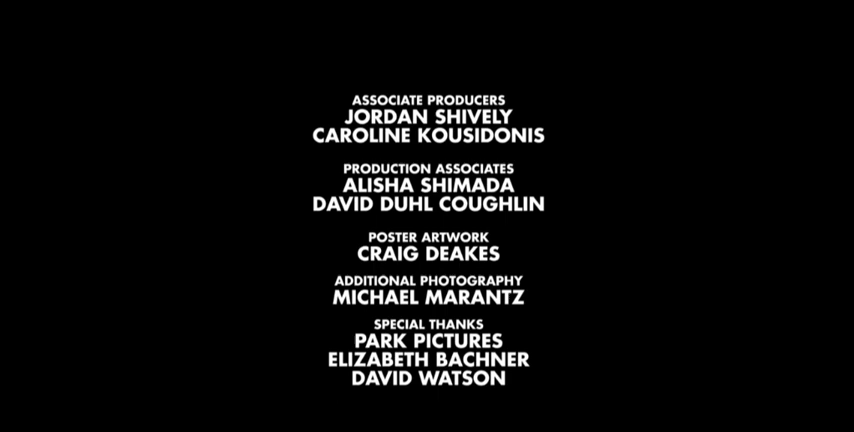 ASSOCIATE PRODUCERS
JORDAN SHIVELY
CAROLINE KOUSIDONIS
PRODUCTION ASSOCIATES
ALISHA SHIMADA
DAVID DUHL COUGHLIN
POSTER ARTWORK
CRAIG DEAKES
ADDITIONAL PHOTOGRAPHY
MICHAEL MARANTZ
SPECIAL THANKS
PARK PICTURES
ELIZABETH BACHNER
DAVID WATSON